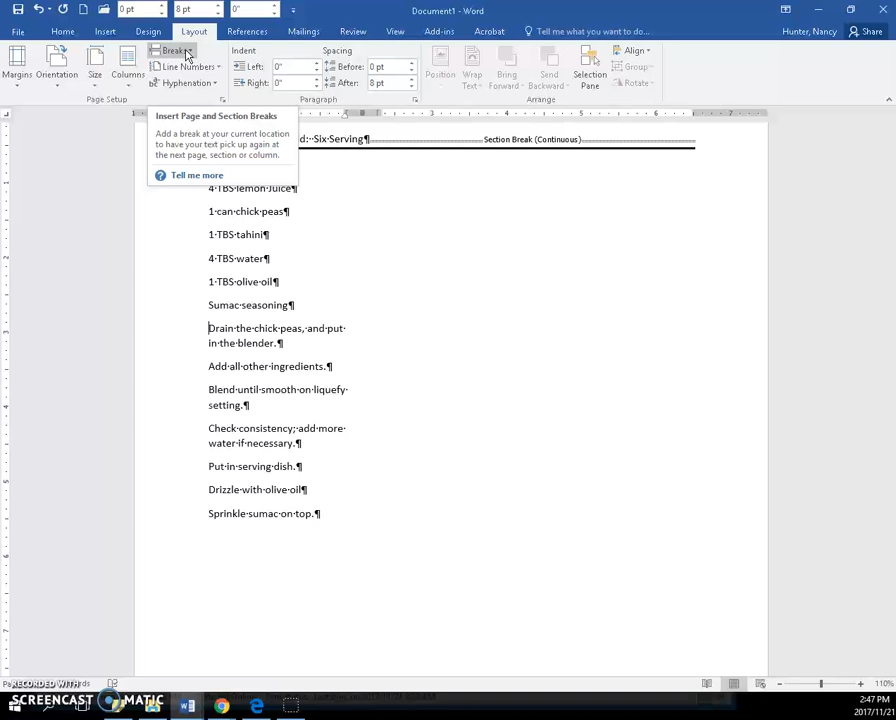 0 pt 8 pt 0"
Document1 - Word
File Home Insert Design Layout References Mailings Review View Add-ins Acrobat Tell me what you want to do... Hunter, Nancy Share
Margins Orientation Size Columns
Breaks
Line Numbers
Hyphenation
Page Setup
Indent
Left: 0"
Right: 0"
Spacing
Before: 0 pt
After: 8 pt
Paragraph
Position Wrap Text Bring Forward Send Backward Selection Pane
Align
Group
Rotate
Arrange
Insert Page and Section Breaks
Add a break at your current location
to have your text pick up again at
the next page, section or column.
Tell me more
d:··Six·Serving¶ Section Break (Continuous)
4·TBS·lemon·Juice¶
1·can·chick·peas¶
1·TBS·tahini¶
4·TBS·water¶
1·TBS·olive·oil¶
Sumac·seasoning¶
Drain·the·chick·peas,·and·put·
in·the·blender.¶
Add·all·other·ingredients.¶
Blend·until·smooth·on·liquefy·
setting.¶
Check·consistency;·add·more·
water·if·necessary.¶
Put·in·serving·dish.¶
Drizzle·with·olive·oil¶
Sprinkle·sumac·on·top.¶
110%
RECORDED WITH
SCREENCAST MATIC
2:47 PM
2017/11/21